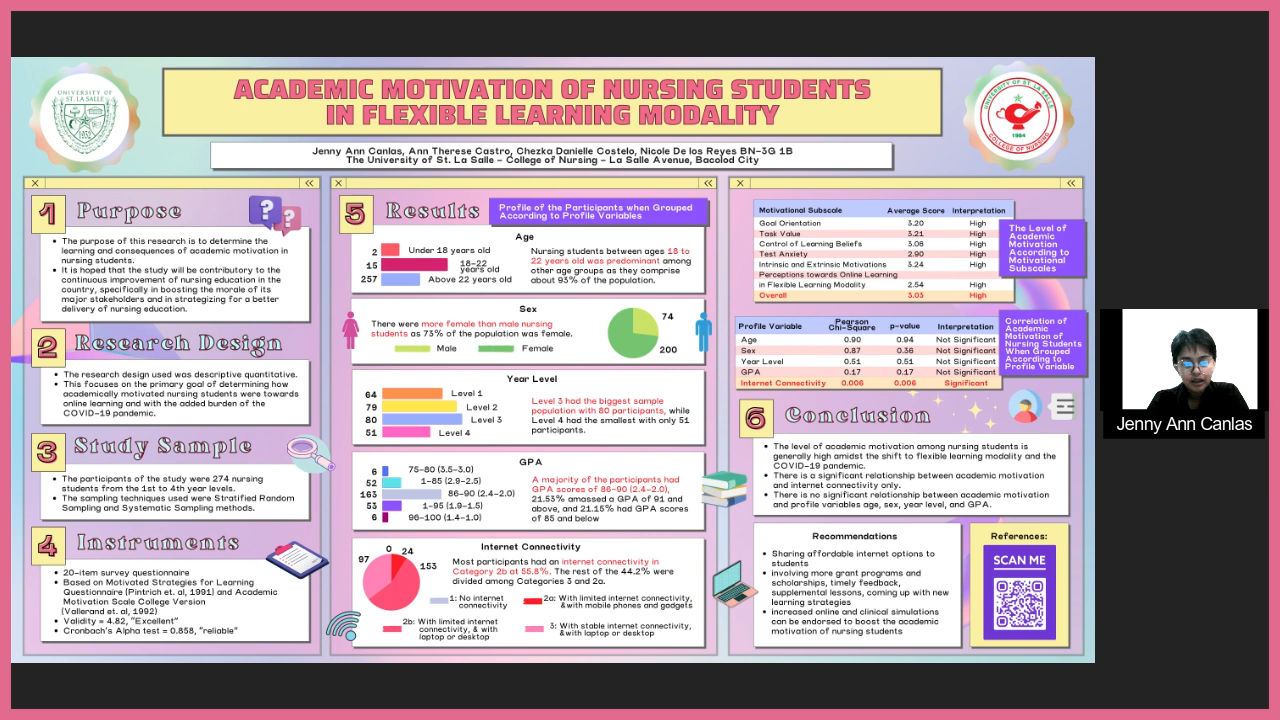 UNIVERSITY OF
ST. LA SALLE
ACADEMIC MOTIVATION OF NURSING STUDENTS
IN FLEXIBLE LEARNING MODALITY
UNIVERSITY OF ST. LA SALLE
1984
COLLEGE OF NURSING
Jenny Ann Canlas, Ann Therese Castro, Chezka Danielle Costelo, Nicole De los Reyes BN-3G 1B
The University of St. La Salle - College of Nursing - La Salle Avenue, Bacolod City
1 Purpose
• The purpose of this research is to determine the
learning and consequences of academic motivation in
nursing students.
• It is hoped that the study will be contributory to the
continuous improvement of nursing education in the
country, specifically in boosting the morale of its
major stakeholders and in strategizing for a better
delivery of nursing education.
2 Research Design
• The research design used was descriptive quantitative.
• This focuses on the primary goal of determining how
academically motivated nursing students were towards
online learning and with the added burden of the
COVID-19 pandemic.
3 Study Sample
• The participants of the study were 274 nursing
students from the 1st to 4th year levels.
• The sampling techniques used were Stratified Random
Sampling and Systematic Sampling methods.
4 Instruments
• 20-item survey questionnaire
• Based on Motivated Strategies for Learning
Questionnaire (Pintrich et. al, 1991) and Academic
Motivation Scale College Version
(Vallerand et. al, 1992)
• Validity = 4.82, "Excellent"
• Cronbach's Alpha test = 0.858, "reliable"
5 Results
Profile of the Participants when Grouped
According to Profile Variables
Age
2 Under 18 years old
15 18-22
years old
257 Above 22 years old
Nursing students between ages 18 to
22 years old was predominant among
other age groups as they comprise
about 93% of the population.
Sex
There were more female than male nursing
students as 73% of the population was female.
Male Female
74
200
Year Level
64 Level 1
79 Level 2
80 Level 3
51 Level 4
Level 3 had the biggest sample
population with 80 participants, while
Level 4 had the smallest with only 51
participants.
GPA
6 75-80 (3.5-3.0)
52 1-85 (2.9-2.5)
163 86-90 (2.4-2.0)
53 1-95 (1.9-1.5)
6 96-100 (1.4-1.0)
A majority of the participants had
GPA scores of 86-90 (2.4-2.0),
21.53% amassed a GPA of 91 and
above, and 21.15% had GPA scores
of 85 and below
Internet Connectivity
97 0 24 153
Most participants had an internet connectivity in
Category 2b at 55.8%. The rest of the 44.2% were
divided among Categories 3 and 2a.
1: No internet
connectivity
2a: With limited internet connectivity,
&with mobile phones and gadgets
2b: With limited internet
connectivity, & with
laptop or desktop
3: With stable internet connectivity,
&with laptop or desktop
Motivational Subscale Average Score Interpretation
Goal Orientation 3.20 High
Task Value 3.21 High
Control of Learning Beliefs 3.08 High
Test Anxiety 2.90 High
Intrinsic and Extrinsic Motivations 3.24 High
Perceptions towards Online Learning
in Flexible Learning Modality 2.54 High
Overall 3.03 High
The Level of
Academic
Motivation
According to
Motivational
Subscales
Profile Variable Pearson
Chi-Square p-value Interpretation
Age 0.90 0.94 Not Significant
Sex 0.87 0.36 Not Significant
Year Level 0.51 0.51 Not Significant
GPA 0.17 0.17 Not Significant
Internet Connectivity 0.006 0.006 Significant
Correlation of
Academic
Motivation of
Nursing Students
When Grouped
According to
Profile Variable
6 Conclusion
• The level of academic motivation among nursing students is
generally high amidst the shift to flexible learning modality and the
COVID-19 pandemic.
• There is a significant relationship between academic motivation
and internet connectivity only.
• There is no significant relationship between academic motivation
and profile variables age, sex, year level, and GPA.
Recommendations
• Sharing affordable internet options to
students
• involving more grant programs and
scholarships, timely feedback,
supplemental lessons, coming up with new
learning strategies
• increased online and clinical simulations
can be endorsed to boost the academic
motivation of nursing students
References:
SCAN ME
Jenny Ann Canlas